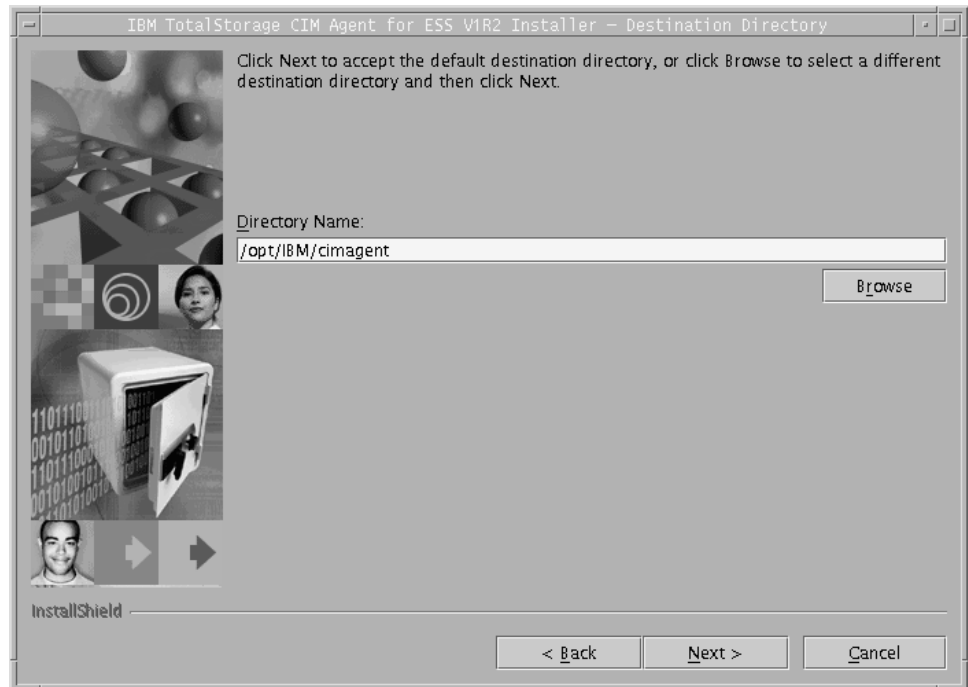 IBM TotalStorage CIM Agent for ESS V1R2 Installer – Destination Directory
Click Next to accept the default destination directory, or click Browse to select a different
destination directory and then click Next.
Directory Name:
/opt/IBM/cimagent
Browse
InstallShield
< Back
Next >
Cancel